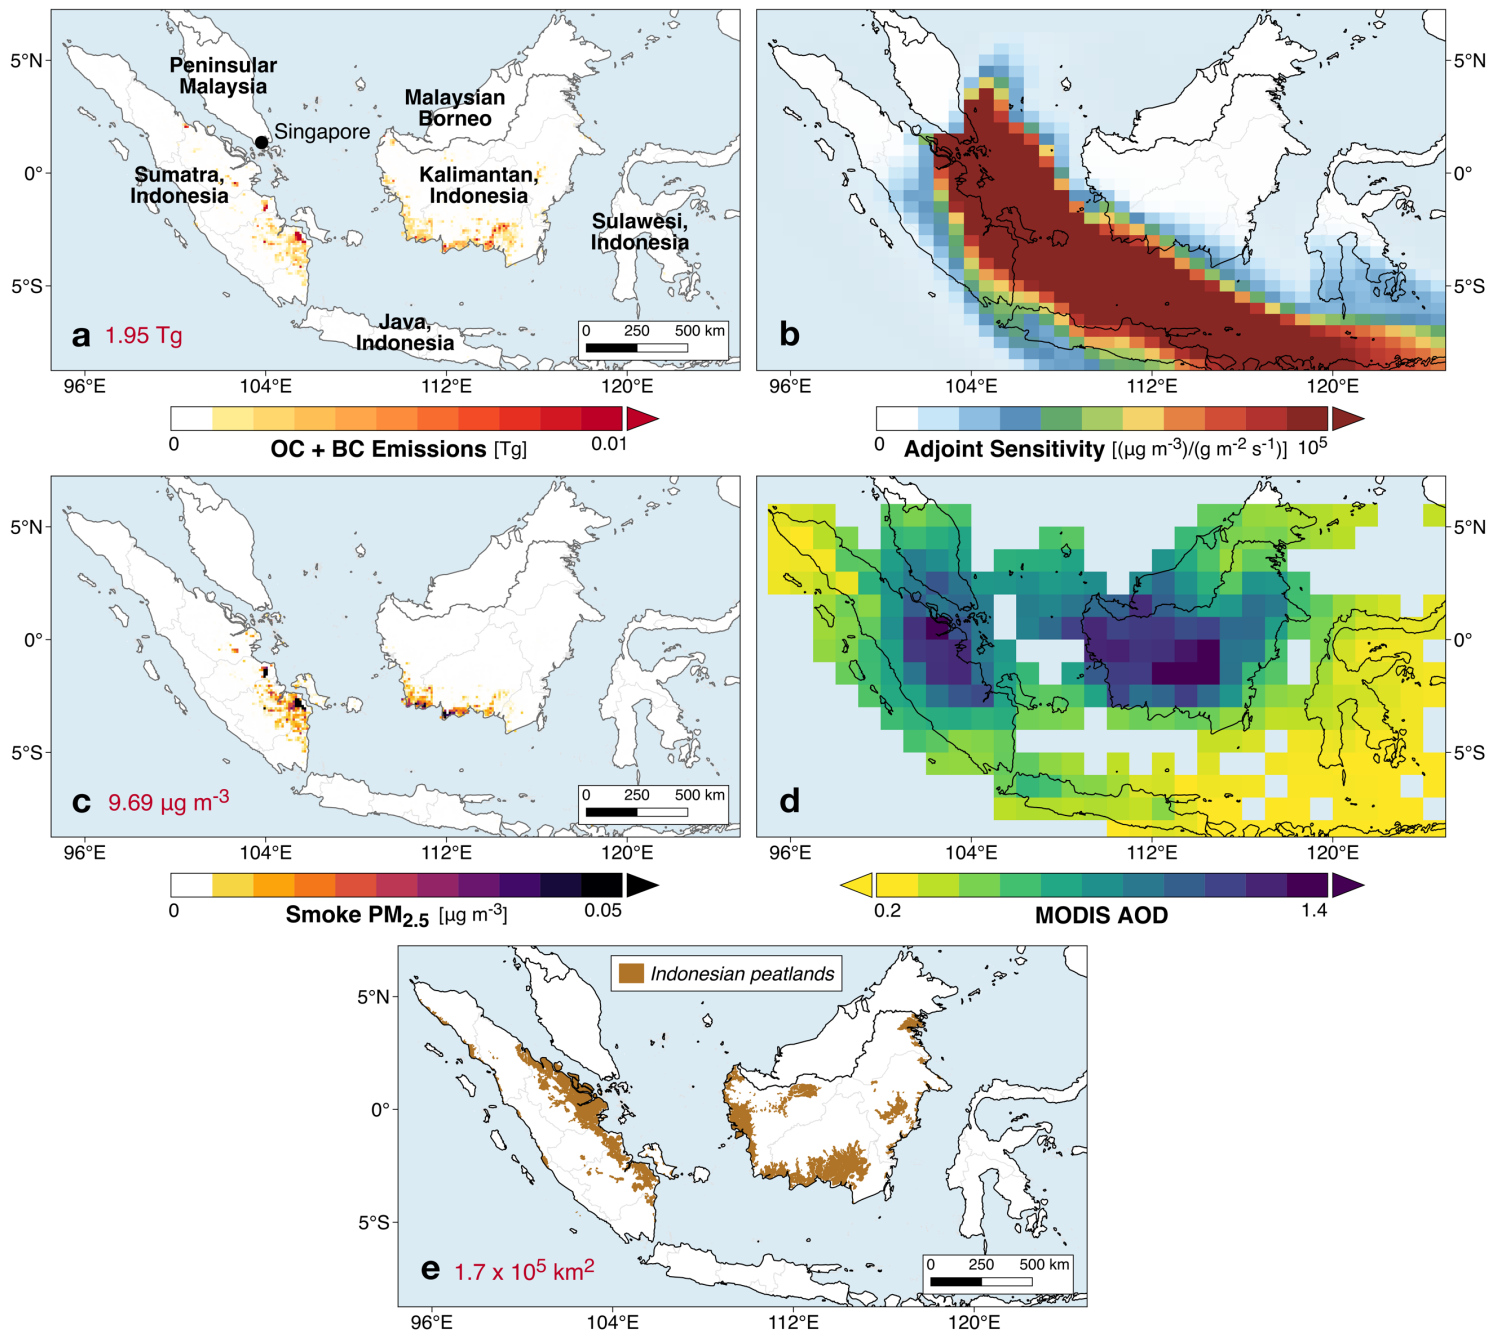 Peninsular
Malaysia
Malaysian
Borneo
Singapore
Sumatra,
Indonesia
Kalimantan,
Indonesia
Sulawesi,
Indonesia
Java,
Indonesia
5°N
0°
5°S
a 1.95 Tg
0 250 500 km
96°E 104°E 112°E 120°E
0 0.01
OC + BC Emissions [Tg]
5°N
0°
5°S
b
96°E 104°E 112°E 120°E
0 Adjoint Sensitivity [(µg m⁻³)/(g m⁻² s⁻¹)] 10⁵
5°N
0°
5°S
c 9.69 µg m⁻³
0 250 500 km
96°E 104°E 112°E 120°E
0 0.05
Smoke PM₂.₅ [µg m⁻³]
5°N
0°
5°S
d
96°E 104°E 112°E 120°E
0.2 1.4
MODIS AOD
Indonesian peatlands
5°N
0°
5°S
e 1.7 x 10⁵ km²
0 250 500 km
96°E 104°E 112°E 120°E